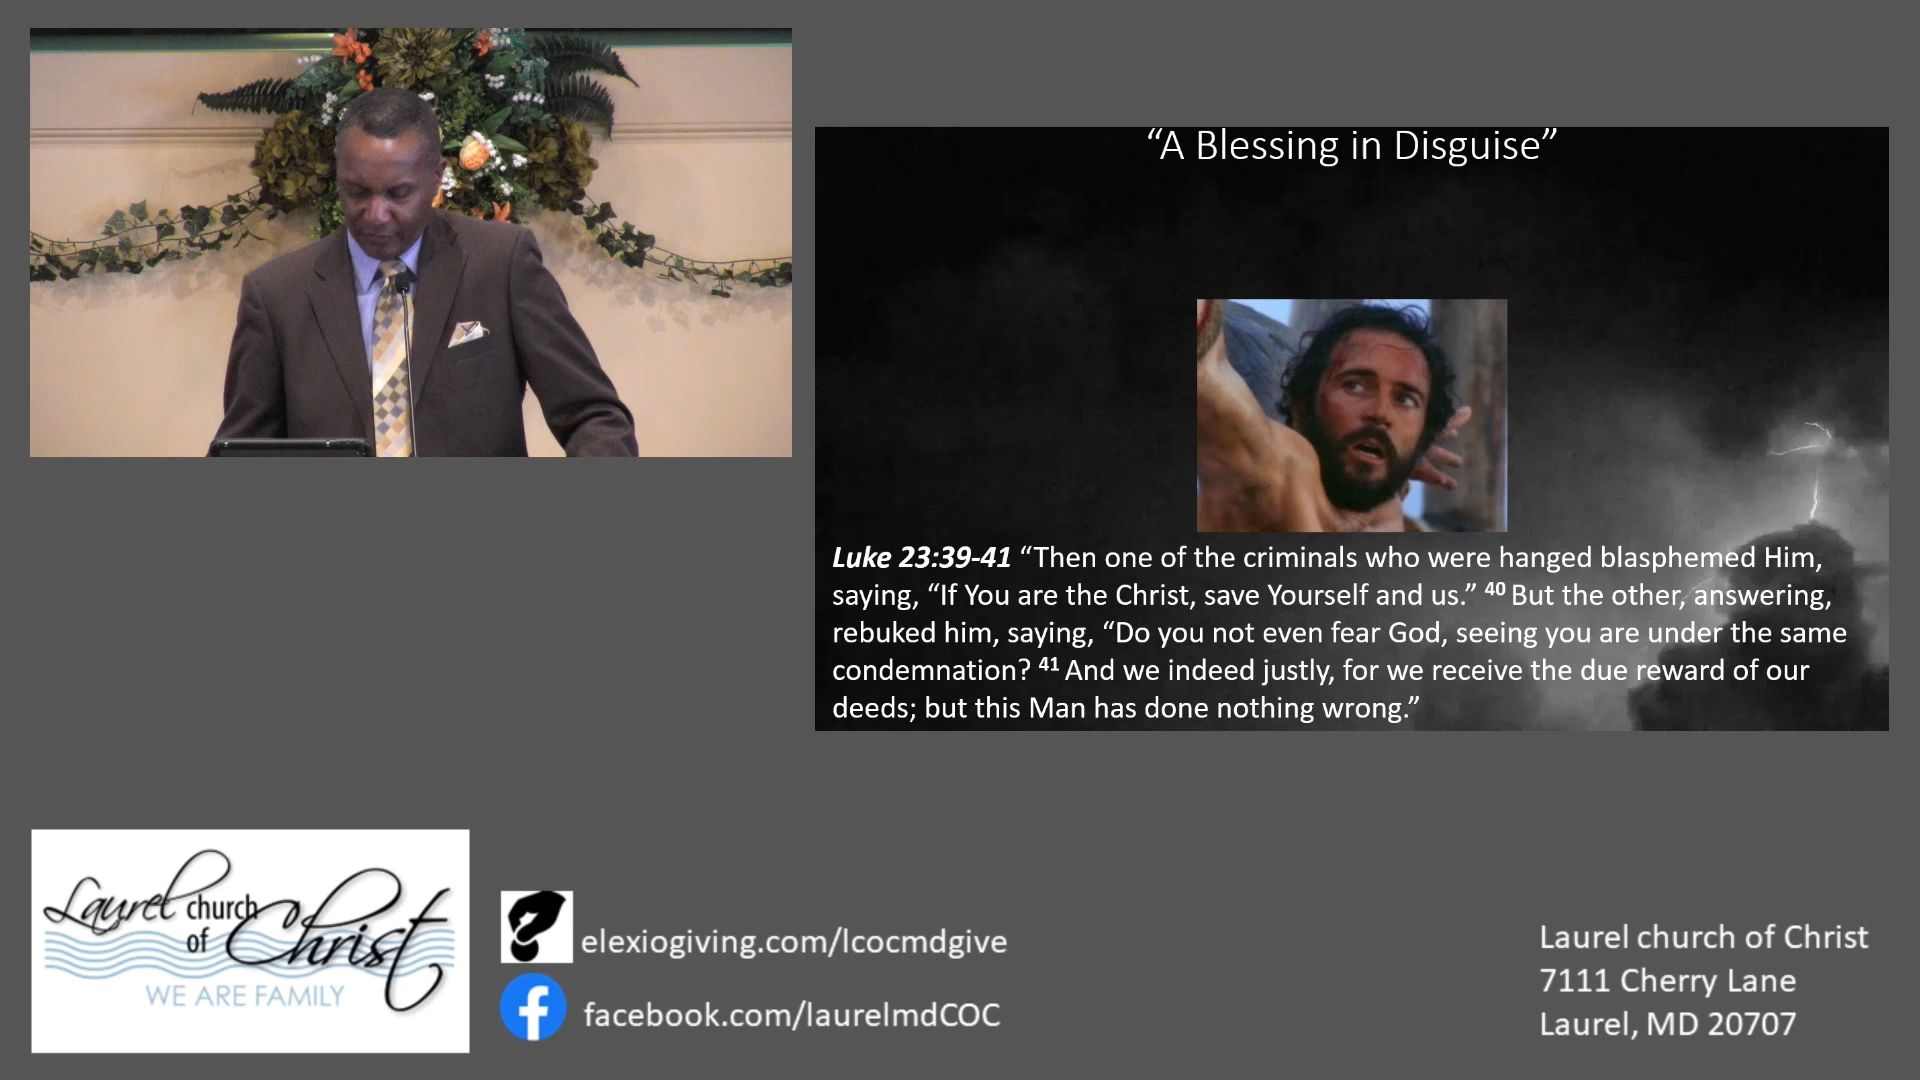 “A Blessing in Disguise”
Luke 23:39-41 “Then one of the criminals who were hanged blasphemed Him,
saying, “If You are the Christ, save Yourself and us.” 40 But the other, answering,
rebuked him, saying, “Do you not even fear God, seeing you are under the same
condemnation? 41 And we indeed justly, for we receive the due reward of our
deeds; but this Man has done nothing wrong.”
Laurel church
of Christ
WE ARE FAMILY
elexiogiving.com/lcocmdgive
facebook.com/laurelmdCOC
Laurel church of Christ
7111 Cherry Lane
Laurel, MD 20707